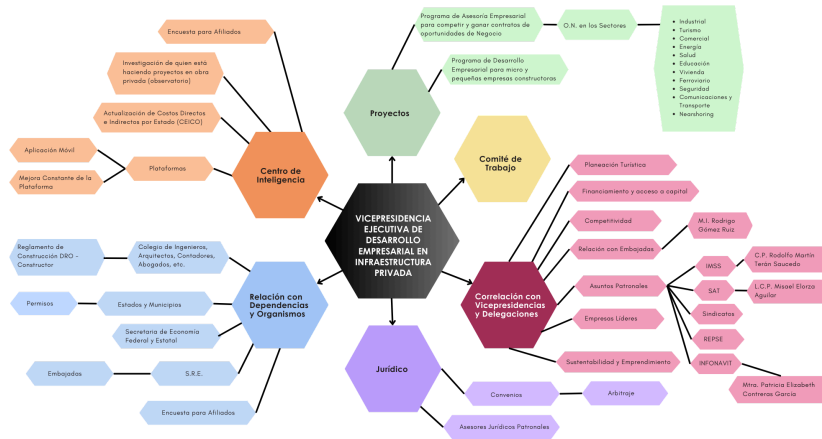 Encuesta para Afiliados
Investigación de quien está
haciendo proyectos en obra
privada (observatorio)
Actualización de Costos Directos
e Indirectos por Estado (CEICO)
Aplicación Móvil
Mejora Constante de la
Plataforma
Plataformas
Centro de
Inteligencia
Programa de Asesoría Empresarial
para competir y ganar contratos de
oportunidades de Negocio
O.N. en los Sectores
Industrial
Turismo
Comercial
Energía
Salud
Educación
Vivienda
Ferroviario
Seguridad
Comunicaciones y
Transporte
Nearshoring
Programa de Desarrollo
Empresarial para micro y
pequeñas empresas constructoras
Proyectos
Comité de
Trabajo
VICEPRESIDENCIA
EJECUTIVA DE
DESARROLLO
EMPRESARIAL EN
INFRAESTRUCTURA
PRIVADA
Planeación Turística
Financiamiento y acceso a capital
Competitividad
Relación con Embajadas
M.I. Rodrigo
Gómez Ruiz
Asuntos Patronales
IMSS
C.P. Rodolfo Martín
Terán Saucedo
SAT
L.C.P. Misael Elorza
Aguilar
Sindicatos
REPSE
INFONAVIT
Mtra. Patricia Elizabeth
Contreras García
Empresas Líderes
Sustentabilidad y Emprendimiento
Correlación con
Vicepresidencias
y Delegaciones
Reglamento de
Construcción DRO -
Constructor
Colegio de Ingenieros,
Arquitectos, Contadores,
Abogados, etc.
Permisos
Estados y Municipios
Secretaria de Economía
Federal y Estatal
Embajadas
S.R.E.
Encuesta para Afiliados
Relación con
Dependencias
y Organismos
Jurídico
Convenios
Arbitraje
Asesores Jurídicos Patronales